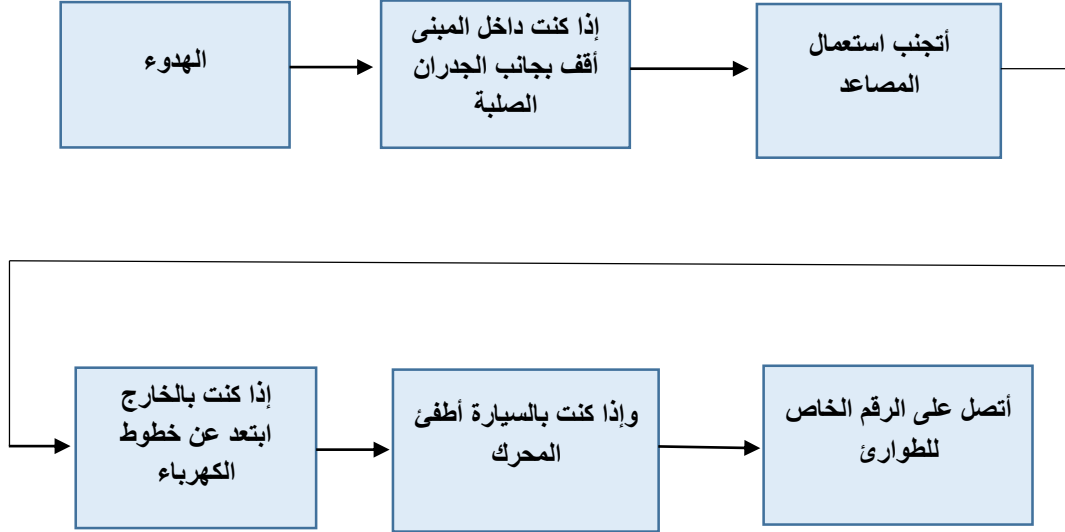 الهدوء
إذا كنت داخل المبنى
أقف بجانب الجدران
الصلبة
أتجنب استعمال
المصاعد
إذا كنت بالخارج
ابتعد عن خطوط
الكهرباء
وإذا كنت بالسيارة أطفئ
المحرك
أتصل على الرقم الخاص
للطوارئ